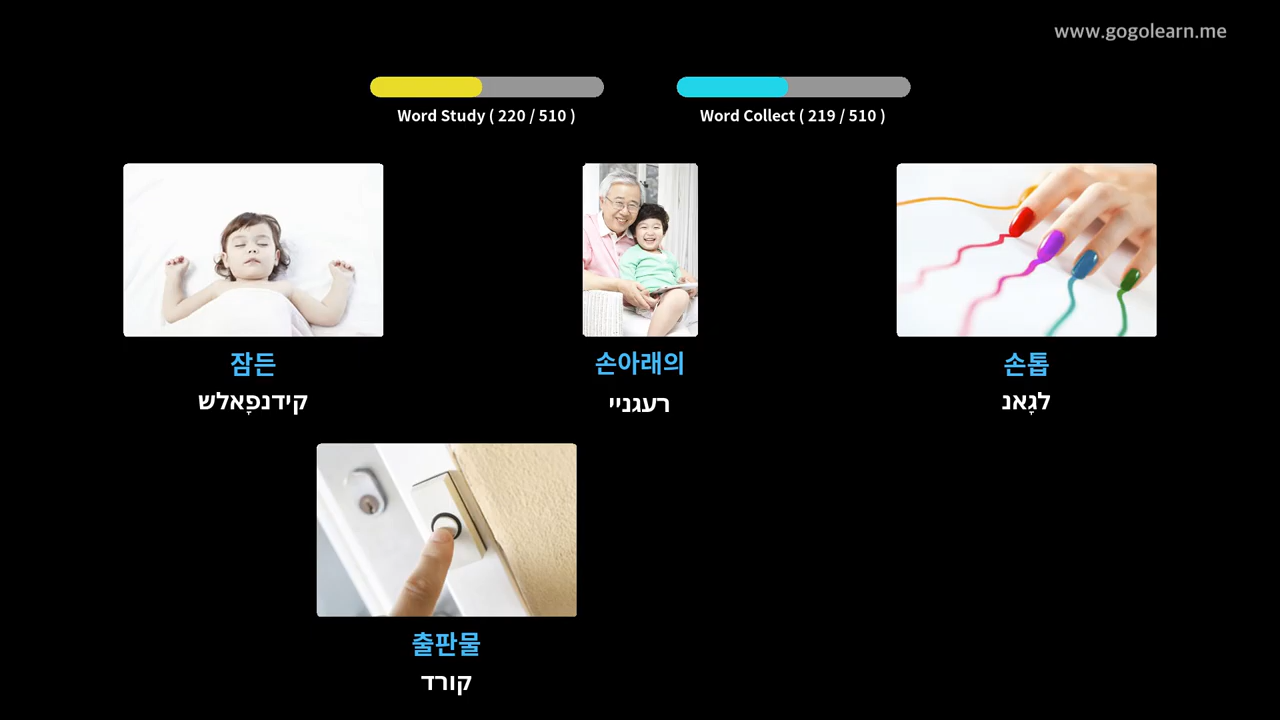 www.gogolearn.me
Word Study ( 220 / 510 )
Word Collect ( 219 / 510 )
잠든
קידנפָאלש
손아래의
רעגניי
손톱
לגָאנ
출판물
קורד